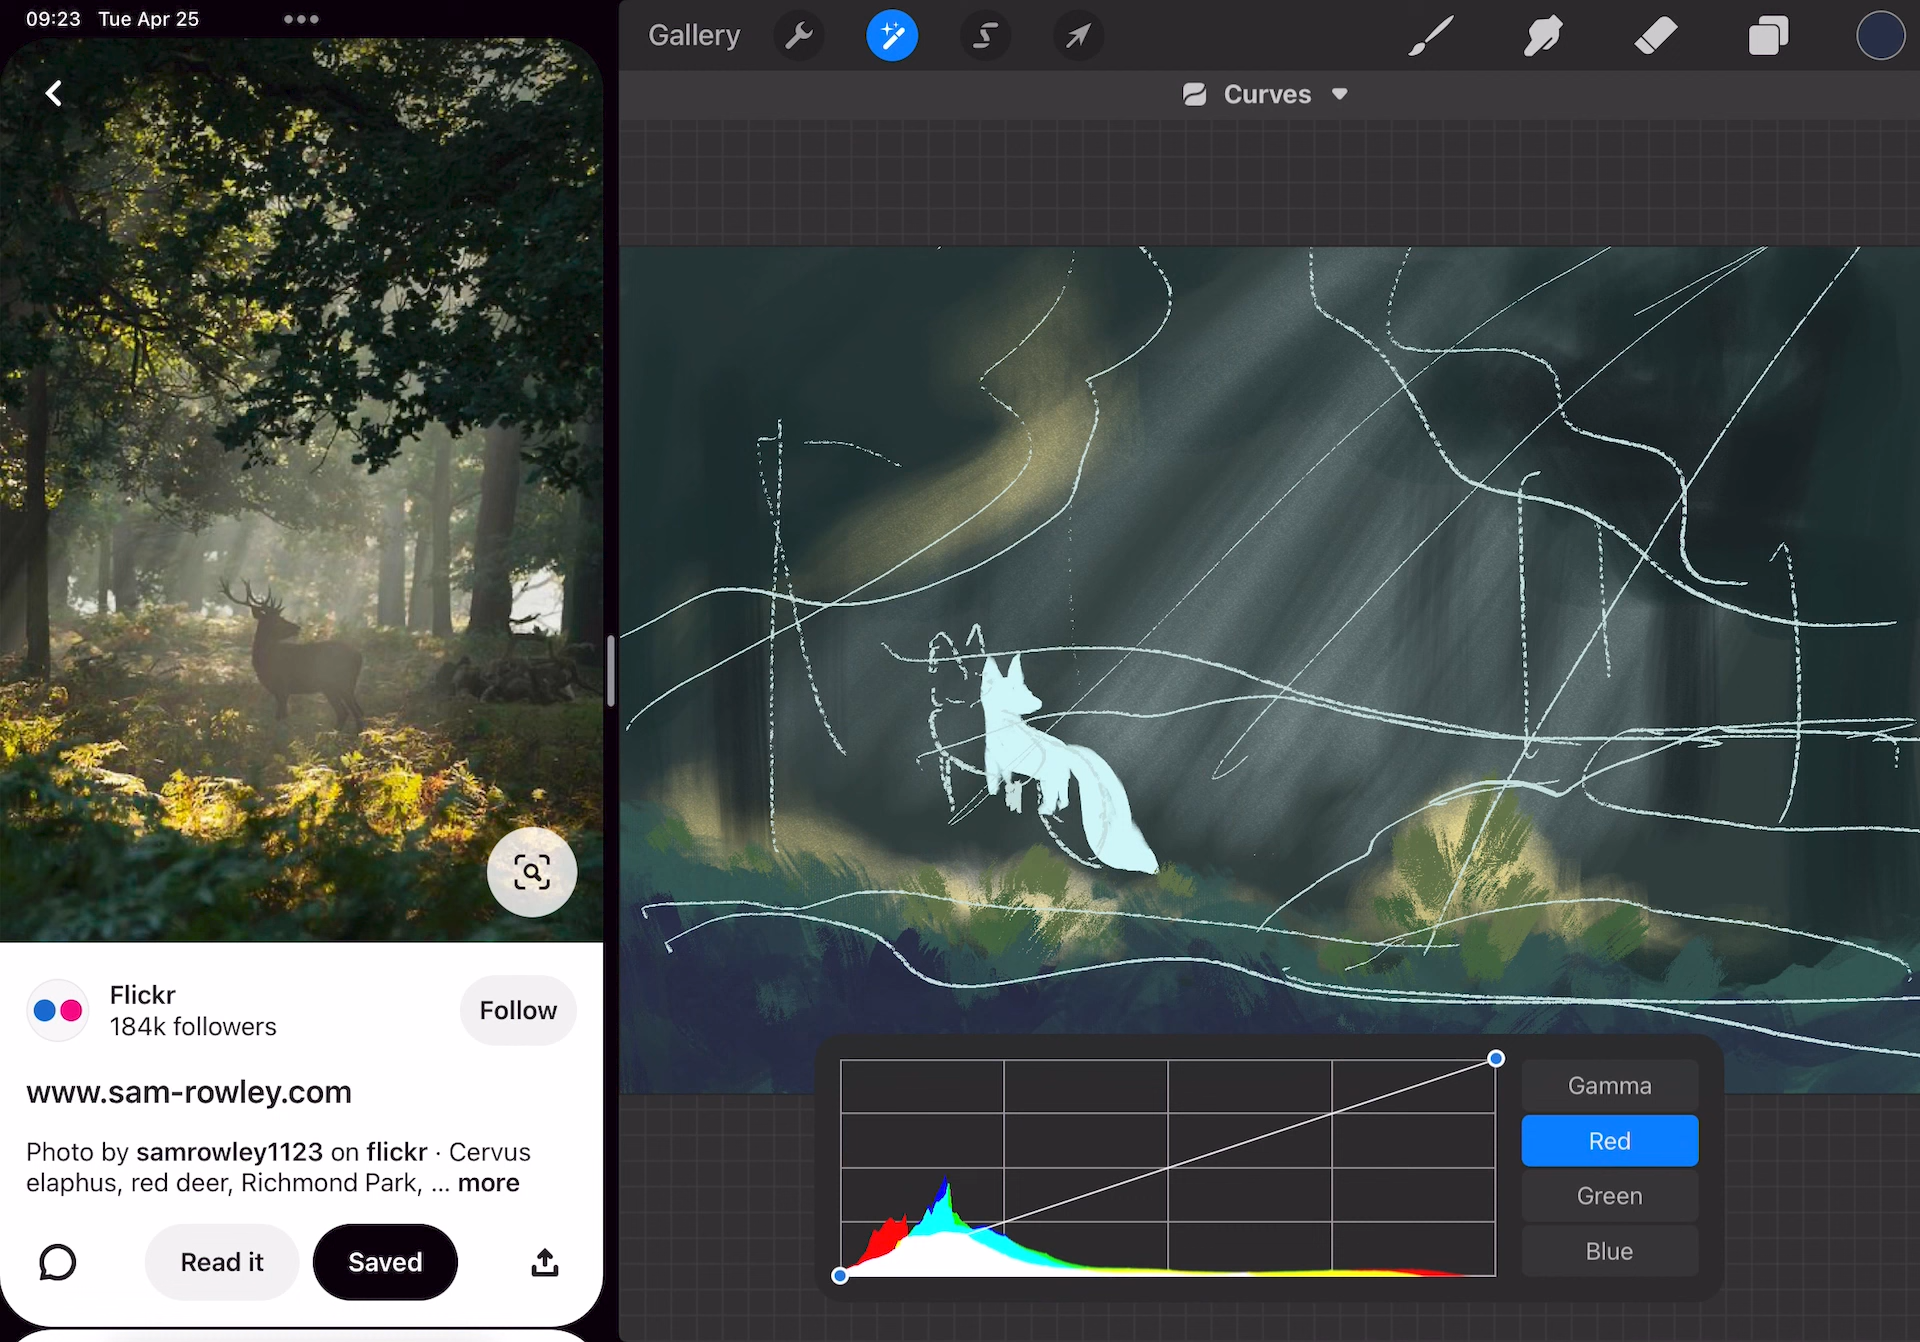 09:23 Tue Apr 25
Gallery
Curves
Flickr
184k followers
Follow
www.sam-rowley.com
Photo by samrowley1123 on flickr · Cervus
elaphus, red deer, Richmond Park, ... more
Read it
Saved
Gamma
Red
Green
Blue